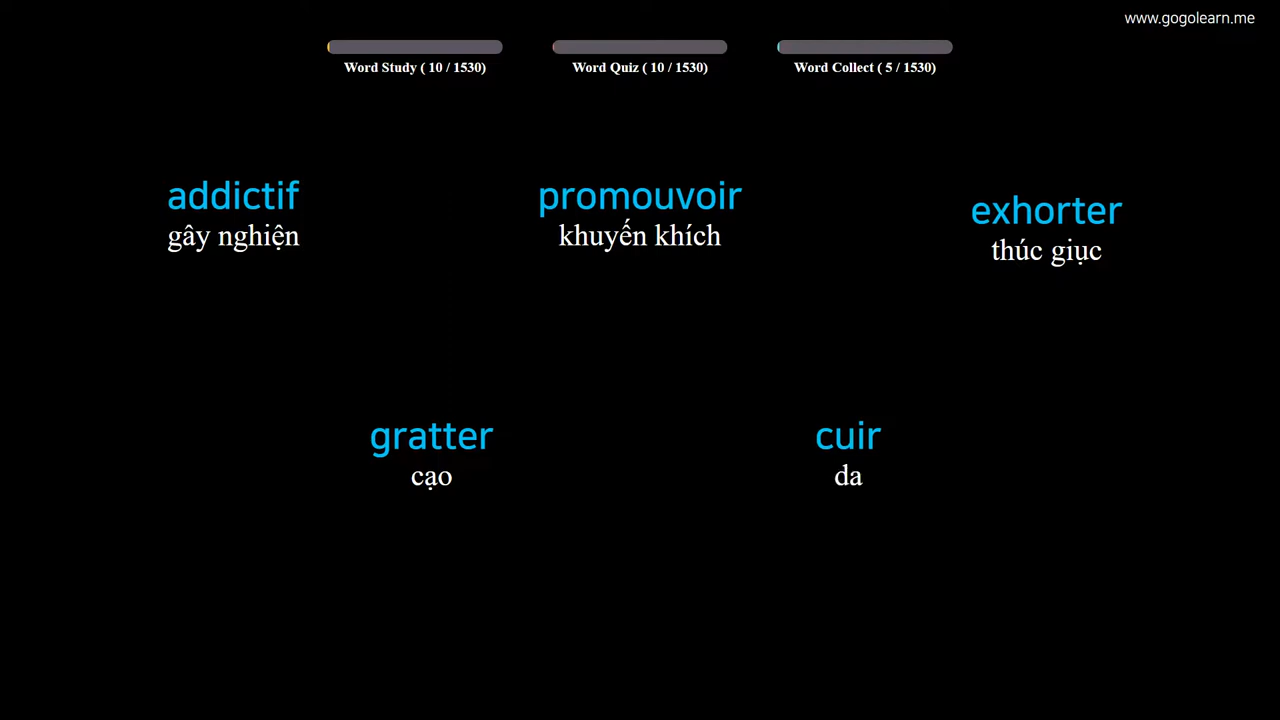 www.gogolearn.me
Word Study ( 10 / 1530)
Word Quiz ( 10 / 1530)
Word Collect ( 5 / 1530)
addictif
gây nghiện
promouvoir
khuyến khích
exhorter
thúc giục
gratter
cạo
cuir
da